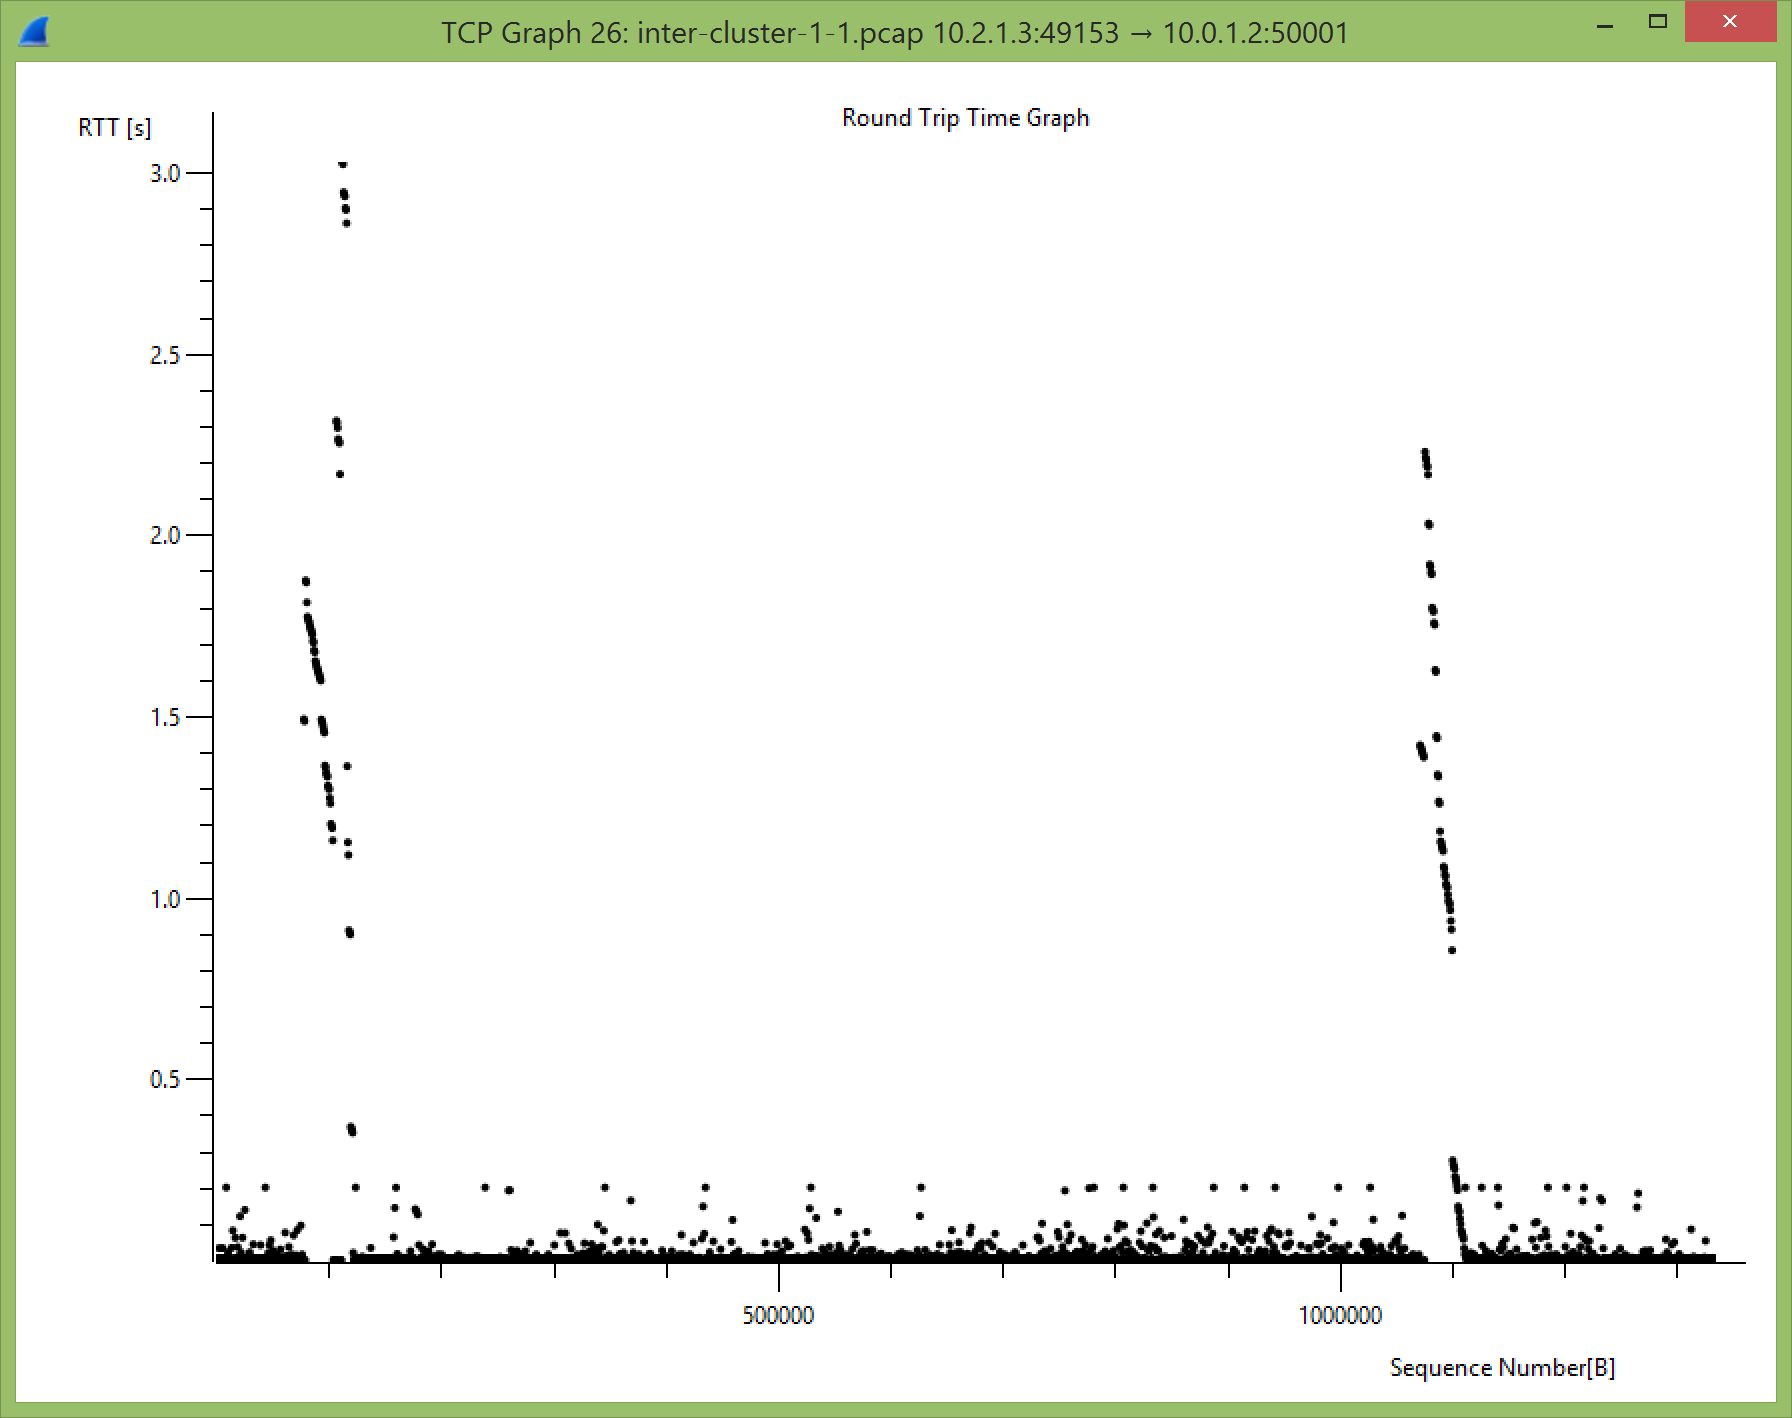 TCP Graph 26: inter-cluster-1-1.pcap 10.2.1.3:49153 → 10.0.1.2:50001
Round Trip Time Graph
RTT [s]
3.0
2.5
2.0
1.5
1.0
0.5
500000
1000000
Sequence Number[B]